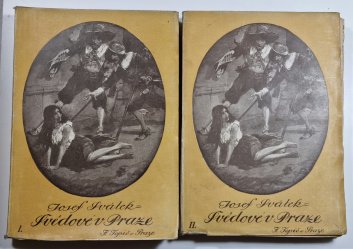 Josef Svátek =
Švédové v Praze
I. F. Topič v Praze
Josef Svátek =
Švédové v Praze
II. F. Topič v Praze